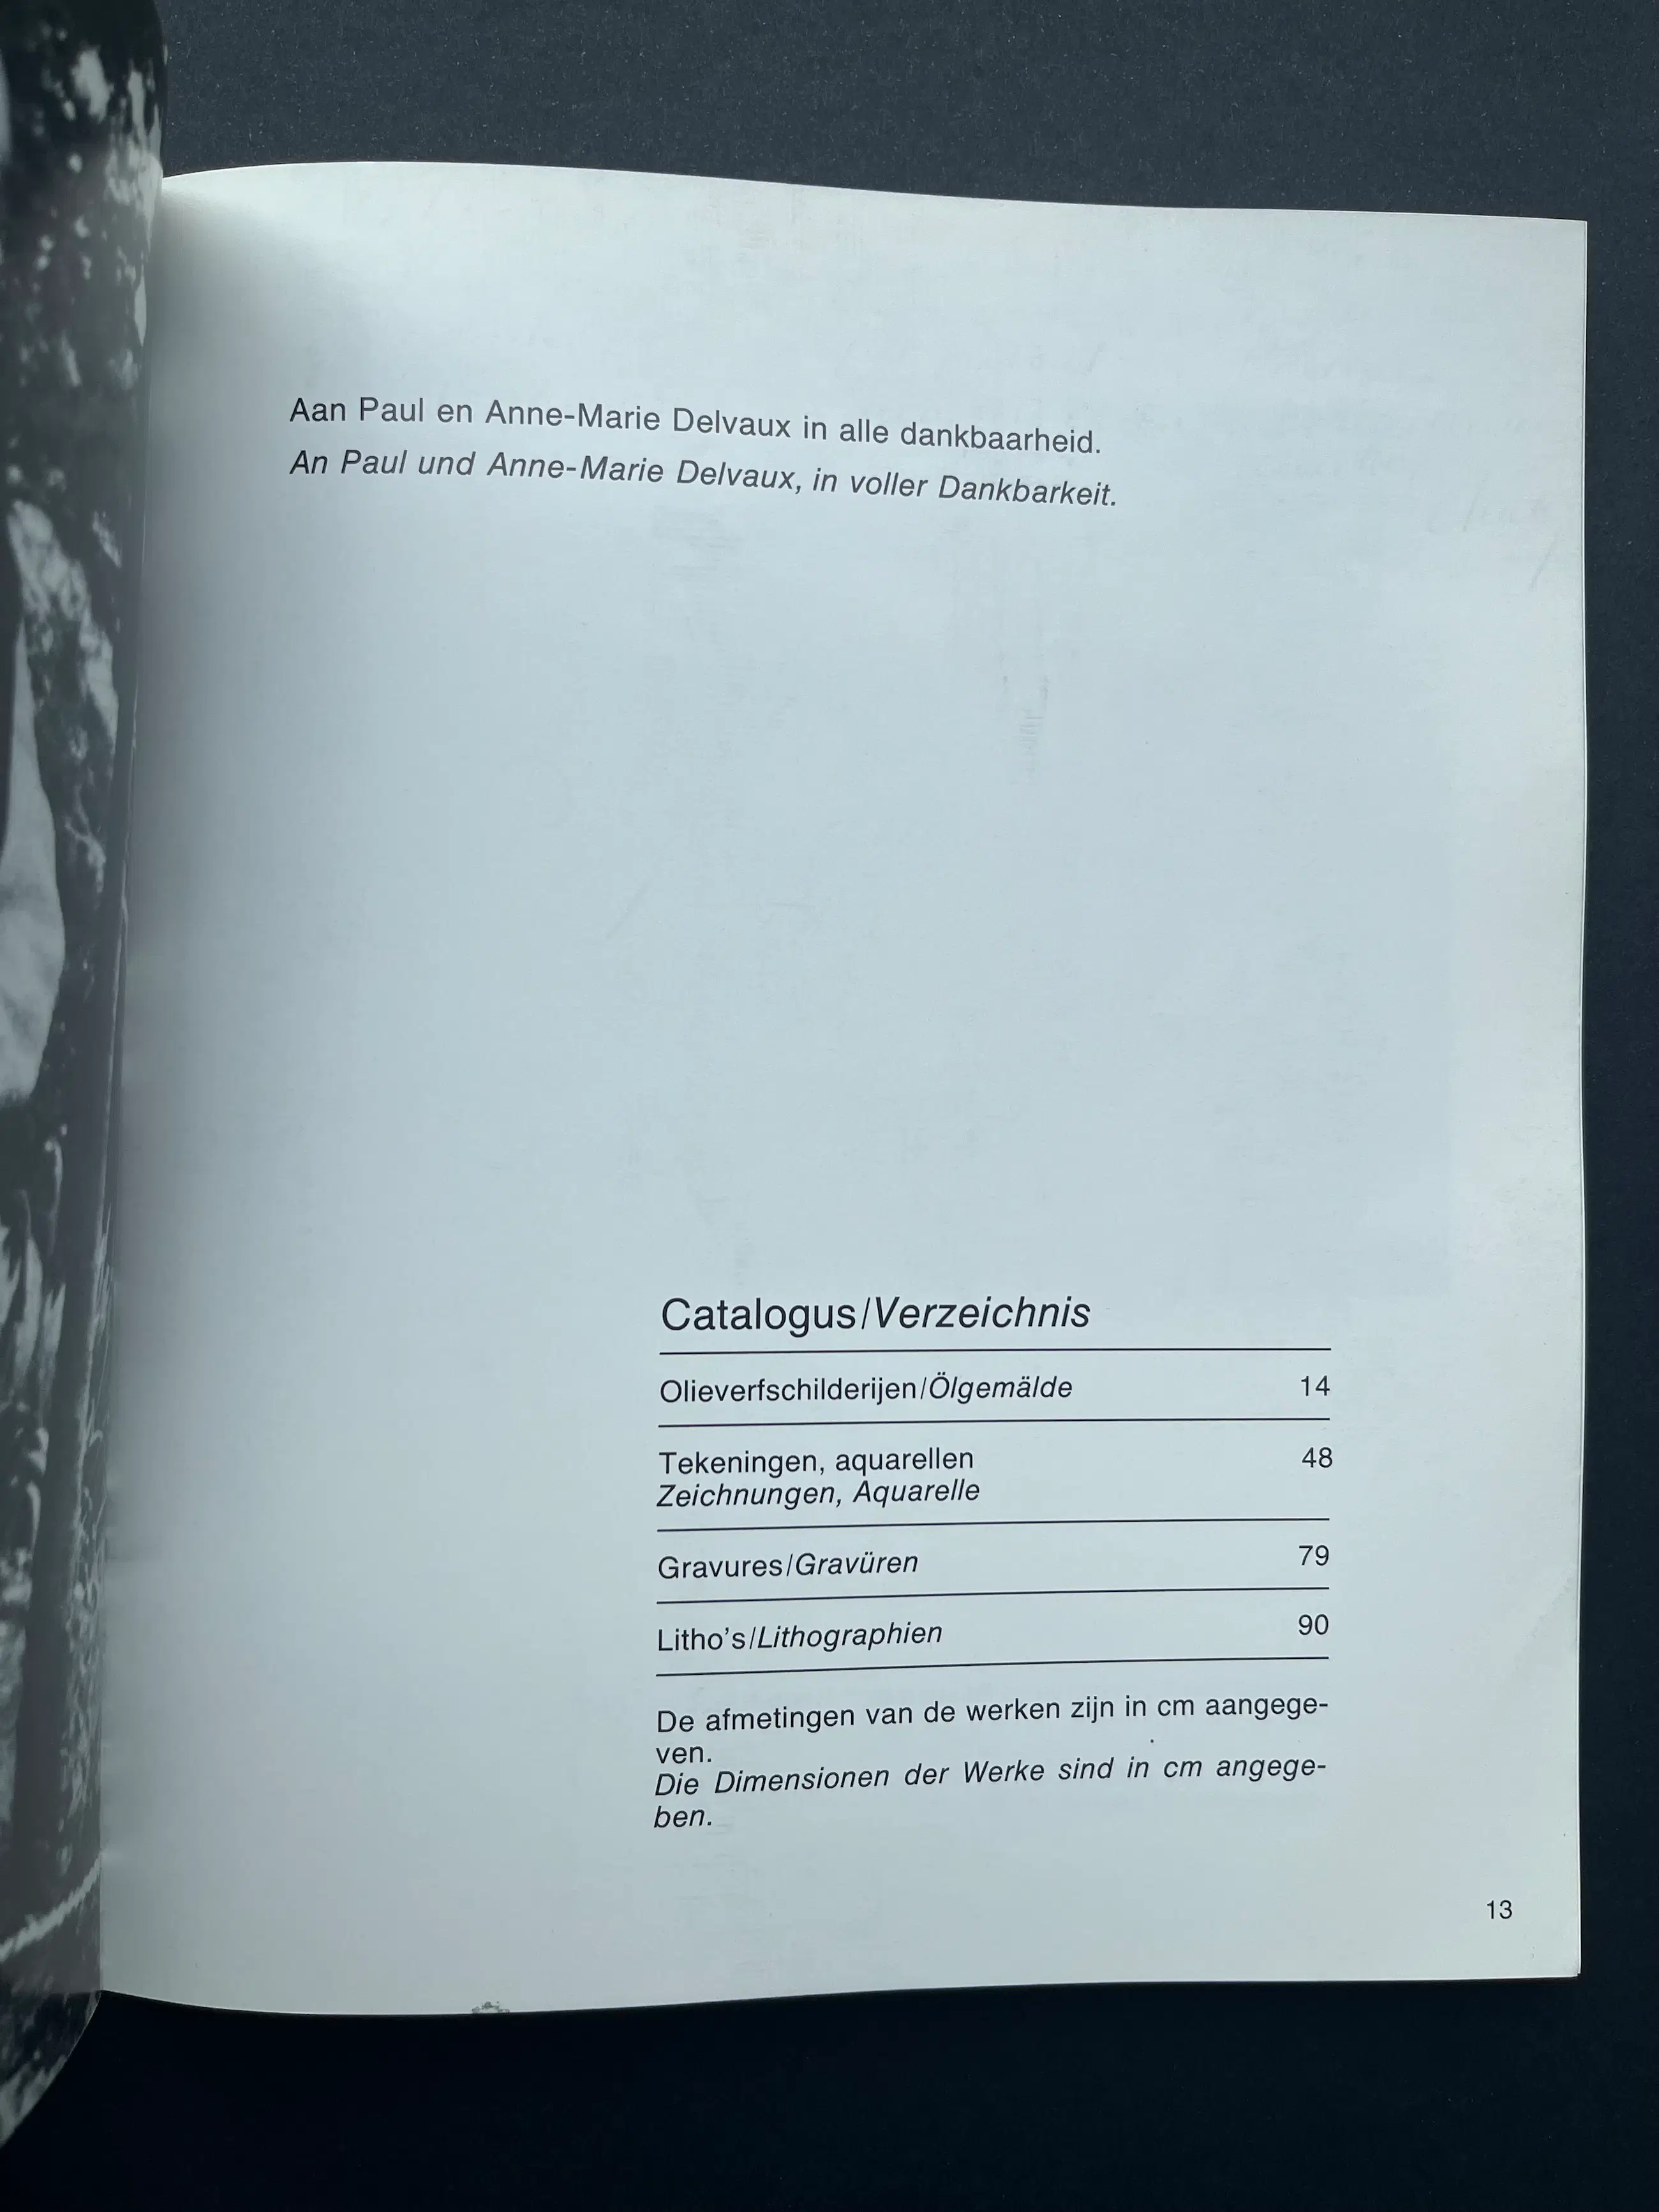 Aan Paul en Anne-Marie Delvaux in alle dankbaarheid.
An Paul und Anne-Marie Delvaux, in voller Dankbarkeit.
Catalogus/Verzeichnis
Olieverfschilderijen/Ölgemälde 14
Tekeningen, aquarellen 48
Zeichnungen, Aquarelle
Gravures/Gravüren 79
Litho's/Lithographien 90
De afmetingen van de werken zijn in cm aangege-
ven.
Die Dimensionen der Werke sind in cm angege-
ben.
13